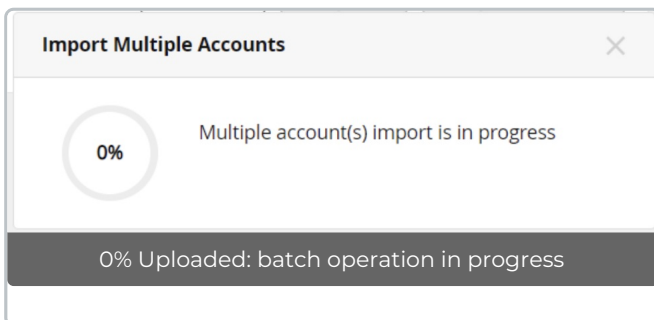 Import Multiple Accounts
0%
Multiple account(s) import is in progress
0% Uploaded: batch operation in progress